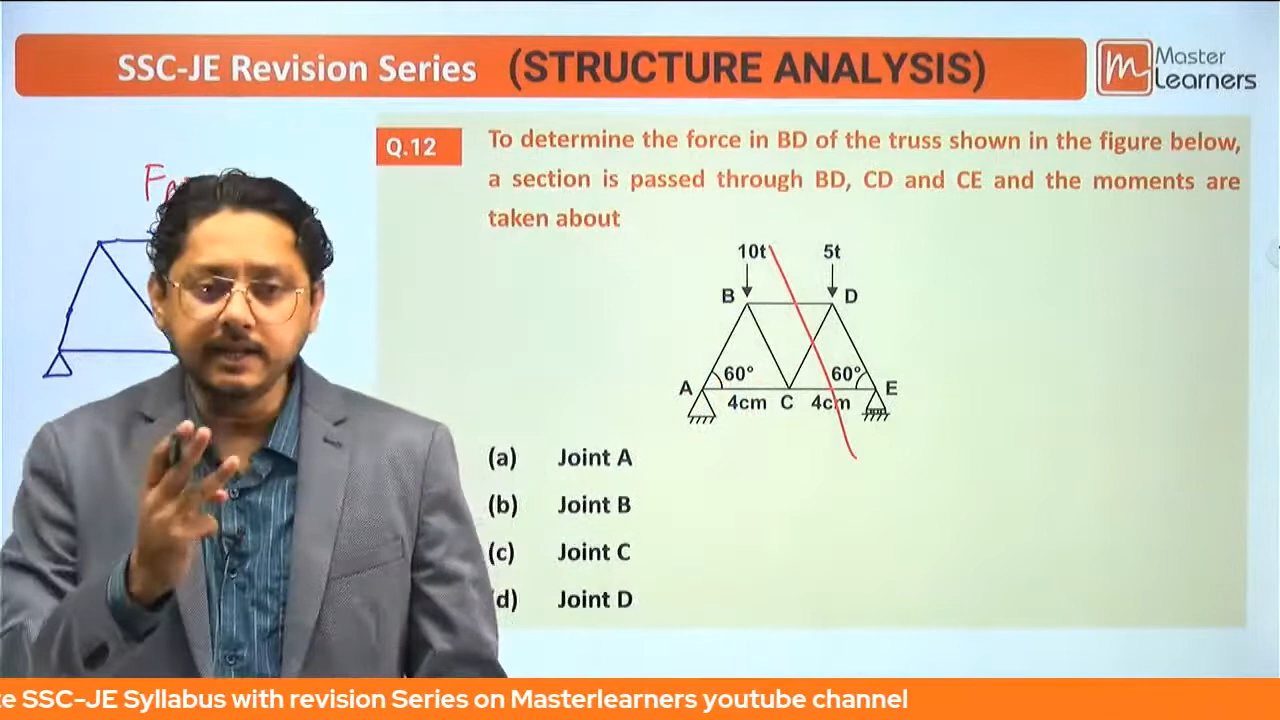 SSC-JE Revision Series (STRUCTURE ANALYSIS)
m Master
Learners
Q.12 To determine the force in BD of the truss shown in the figure below,
a section is passed through BD, CD and CE and the moments are
taken about
10t 5t
B D
A 60° 60° E
4cm C 4cm
(a) Joint A
(b) Joint B
(c) Joint C
d) Joint D
SSC-JE Syllabus with revision Series on Masterlearners youtube channel